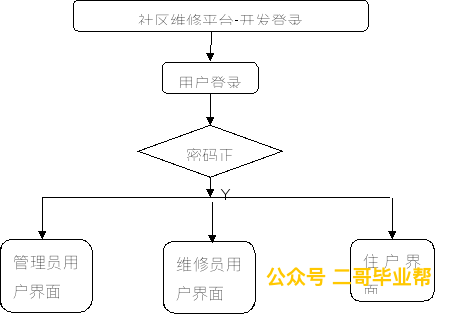 社区维修平台-开发登录
用户登录
密码正
Y
管理员用
户界面
维修员用
户界面
住户界
面
公众号 二哥毕业帮